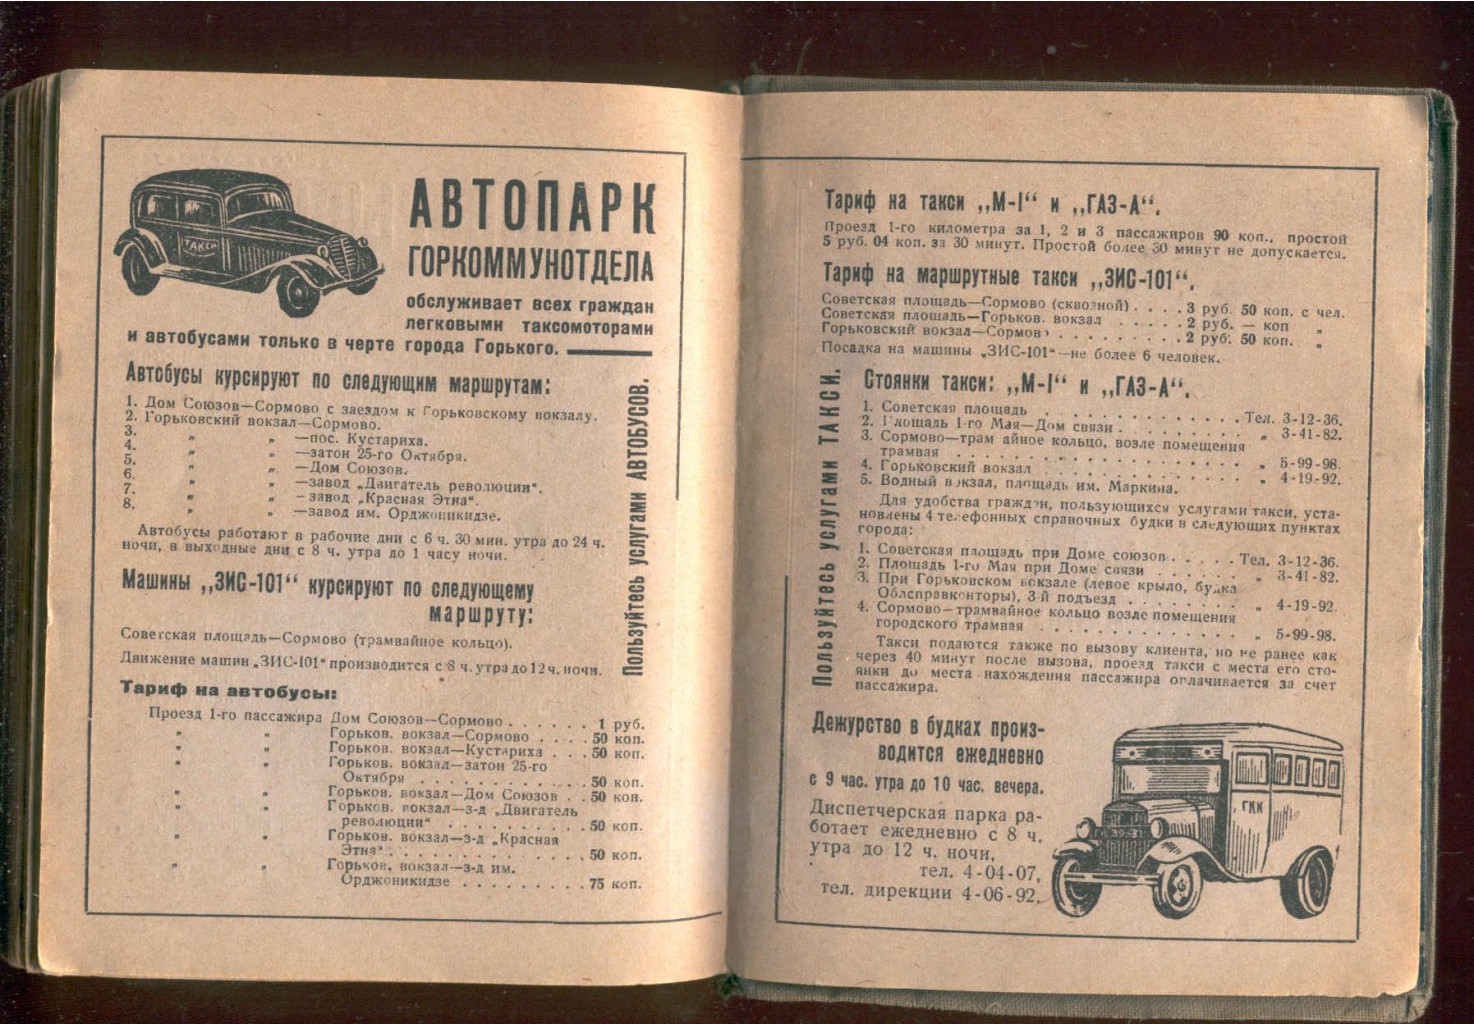 АВТОПАРК
ГОРКОММУНОТДЕЛА
обслуживает всех граждан
легковыми таксомоторами
и автобусами только в черте города Горького.
ТАКСИ
Автобусы курсируют по следующим маршрутам:
1. Дом Союзов—Сормово с заездом к Горьковскому вокзалу.
2. Горьковский вокзал—Сормово.
3. „ „ —пос. Кустариха.
4. „ „ —затон 25-го Октября.
5. „ „ —Дом Союзов.
6. „ „ —завод „Двигатель революции“.
7. „ „ —завод „Красная Этна“.
8. „ „ —завод им. Орджоникидзе.
Автобусы работают в рабочие дни с 6 ч. 30 мин. утра до 24 ч.
ночи, в выходные дни с 8 ч. утра до 1 часу ночи.
Машины „ЗИС-101“ курсируют по следующему
маршруту:
Советская площадь—Сормово (трамвайное кольцо).
Движение машин „ЗИС-101“ производится с 8 ч. утра до 12 ч. ночи.
Пользуйтесь услугами АВТОБУСОВ.
Тариф на автобусы:
Проезд 1-го пассажира Дом Союзов—Сормово . . . . . . 1 руб.
„ „ Горьков. вокзал—Сормово . . . . 50 коп.
„ „ Горьков. вокзал—Кустариха . . . 50 коп.
„ „ Горьков. вокзал—затон 25-го
Октября . . . . . . . . . . . 50 коп.
„ „ Горьков. вокзал—Дом Союзов . . 50 коп.
„ „ Горьков. вокзал—з-д „Двигатель
революции“ . . . . . . . . . . 50 коп.
„ „ Горьков. вокзал—з-д „Красная
Этна“ . . . . . . . . . . . . . 50 коп.
„ „ Горьков. вокзал—з-д им.
Орджоникидзе . . . . . . . . . 75 коп.
Тариф на такси „М-I“ и „ГАЗ-А“.
Проезд 1-го километра за 1, 2 и 3 пассажиров 90 коп., простой
5 руб. 04 коп. за 30 минут. Простой более 30 минут не допускается.
Тариф на маршрутные такси „ЗИС-101“.
Советская площадь—Сормово (сквозной) . . . . 3 руб. 50 коп. с чел.
Советская площадь—Горьков. вокзал . . . . . 2 руб. — коп „
Горьковский вокзал—Сормово . . . . . . . . . 2 руб. 50 коп. „
Посадка на машины „ЗИС-101“—не более 6 человек.
Пользуйтесь услугами ТАКСИ.
Стоянки такси: „М-I“ и „ГАЗ-А“.
1. Советская площадь . . . . . . . . . . . . . Тел. 3-12-36.
2. Площадь 1-го Мая—Дом связи . . . . . . . . . „ 3-41-82.
3. Сормово—трамвайное кольцо, возле помещения
трамвая . . . . . . . . . . . . . . . . . „ 5-99-98.
4. Горьковский вокзал . . . . . . . . . . . . . „ 4-19-92.
5. Водный вокзал, площадь им. Маркина.
Для удобства граждан, пользующихся услугами такси, уста-
новлены 4 телефонных справочных будки в следующих пунктах
города:
1. Советская площадь при Доме союзов . . . . . Тел. 3-12-36.
2. Площадь 1-го Мая при Доме связи . . . . . . „ 3-41-82.
3. При Горьковском вокзале (левое крыло, будка
Облсправконторы), 3-й подъезд . . . . . . . . „ 4-19-92.
4. Сормово—трамвайное кольцо возле помещения
городского трамвая . . . . . . . . . . . . . „ 5-99-98.
Такси подаются также по вызову клиента, но не ранее как
через 40 минут после вызова, проезд такси с места его сто-
янки до места нахождения пассажира оплачивается за счет
пассажира.
Дежурство в будках произ-
водится ежедневно
с 9 час. утра до 10 час. вечера.
Диспетчерская парка ра-
ботает ежедневно с 8 ч.
утра до 12 ч. ночи,
тел. 4-04-07,
тел. дирекции 4-06-92.
ГКИ